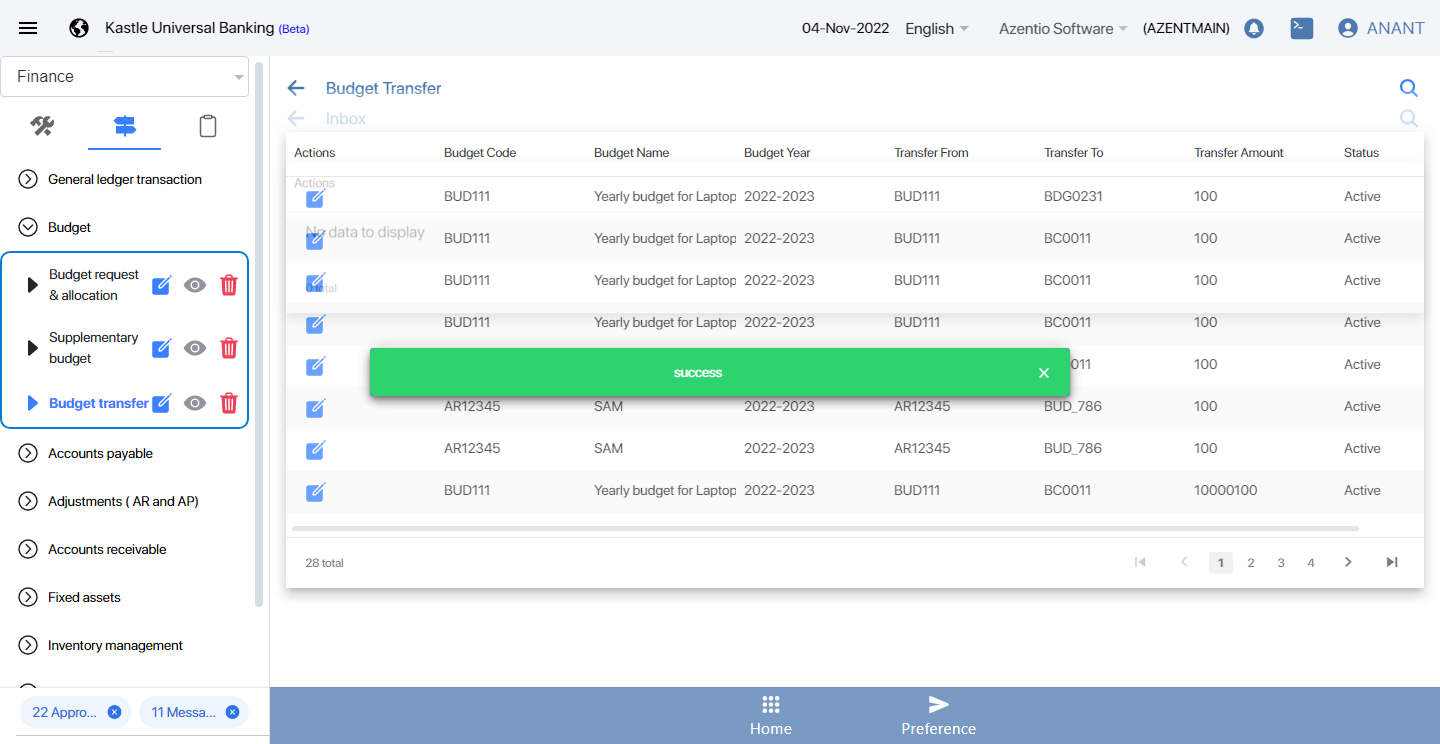 Kastle Universal Banking (Beta)
04-Nov-2022 English Azentio Software (AZENTMAIN) ANANT
Finance
Budget Transfer
Inbox
Actions Budget Code Budget Name Budget Year Transfer From Transfer To Transfer Amount Status
Actions
BUD111 Yearly budget for Laptop 2022-2023 BUD111 BDG0231 100 Active
No data to display
BUD111 Yearly budget for Laptop 2022-2023 BUD111 BC0011 100 Active
BUD111 Yearly budget for Laptop 2022-2023 BUD111 BC0011 100 Active
0 total
BUD111 Yearly budget for Laptop 2022-2023 BUD111 BC0011 100 Active
success
011 100 Active
AR12345 SAM 2022-2023 AR12345 BUD_786 100 Active
AR12345 SAM 2022-2023 AR12345 BUD_786 100 Active
BUD111 Yearly budget for Laptop 2022-2023 BUD111 BC0011 10000100 Active
28 total
1 2 3 4
General ledger transaction
Budget
Budget request
& allocation
Supplementary
budget
Budget transfer
Accounts payable
Adjustments ( AR and AP)
Accounts receivable
Fixed assets
Inventory management
22 Appro... 11 Messa...
Home Preference